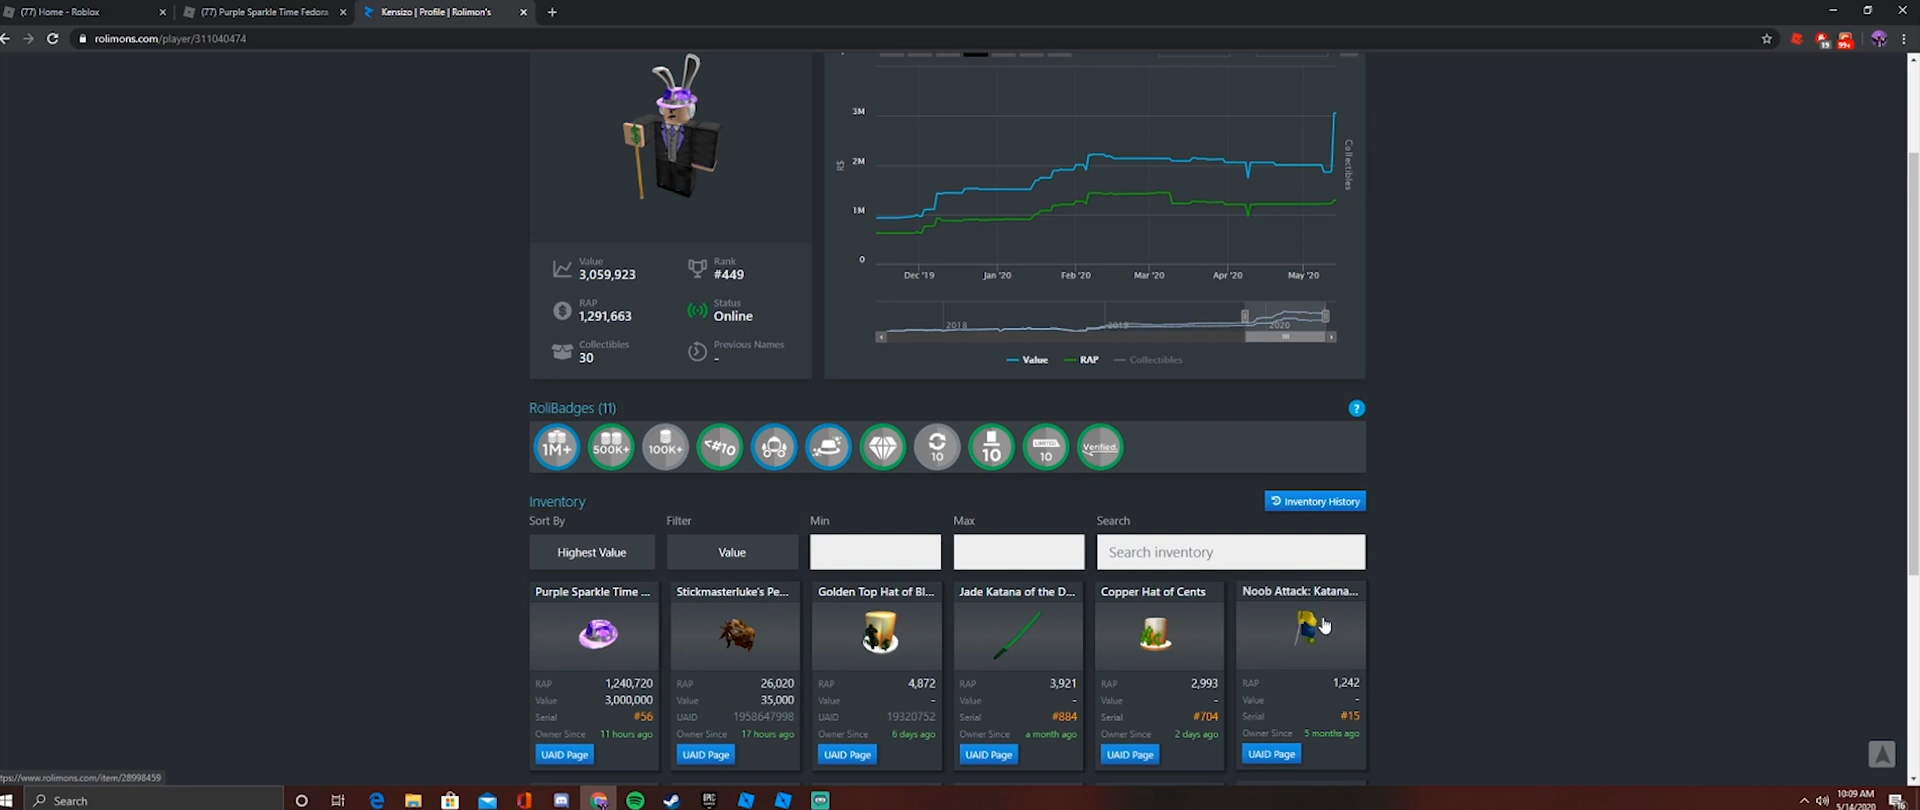 (77) Home - Roblox
(77) Purple Sparkle Time Fedora
Kensizo | Profile | Rolimon's
rolimons.com/player/311040474
19
99+
3M
2M
1M
0
R$
Collectibles
Dec '19
Jan '20
Feb '20
Mar '20
Apr '20
May '20
2018
2019
2020
Value
RAP
Collectibles
Value
3,059,923
Rank
#449
RAP
1,291,663
Status
Online
Collectibles
30
Previous Names
-
RoliBadges (11)
?
1M+
500K+
100K+
<#10
10
10
LIMITED
10
Verified.
Inventory
Inventory History
Sort By
Filter
Min
Max
Search
Highest Value
Value
Search inventory
Purple Sparkle Time ...
RAP 1,240,720
Value 3,000,000
Serial #56
Owner Since 11 hours ago
UAID Page
Stickmasterluke's Pe...
RAP 26,020
Value 35,000
UAID 1958647998
Owner Since 17 hours ago
UAID Page
Golden Top Hat of Bl...
RAP 4,872
Value -
UAID 19320752
Owner Since 6 days ago
UAID Page
Jade Katana of the D...
RAP 3,921
Value -
Serial #884
Owner Since a month ago
UAID Page
Copper Hat of Cents
RAP 2,993
Value -
Serial #704
Owner Since 2 days ago
UAID Page
Noob Attack: Katana...
RAP 1,242
Value -
Serial #15
Owner Since 5 months ago
UAID Page
tps://www.rolimons.com/item/28998459
Search
EPIC
10:09 AM
5/14/2020
16